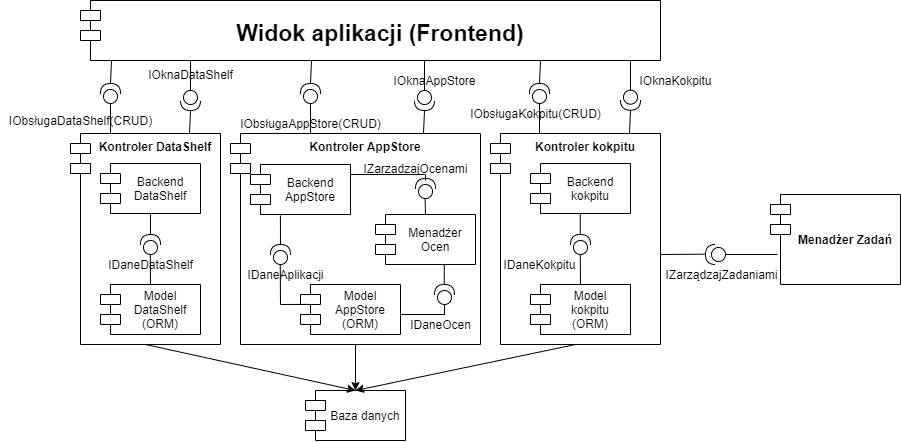 Widok aplikacji (Frontend)
IOknaDataShelf
IOknaAppStore
IOknaKokpitu
IObsługaDataShelf(CRUD)
IObsługaAppStore(CRUD)
IObsługaKokpitu(CRUD)
Kontroler DataShelf
Kontroler AppStore
Kontroler kokpitu
Backend
DataShelf
IDaneDataShelf
Model
DataShelf
(ORM)
Backend
AppStore
IZarzadzajOcenami
Menadźer
Ocen
IDaneAplikacji
Model
AppStore
(ORM)
IDaneOcen
Backend
kokpitu
IDaneKokpitu
Model
kokpitu
(ORM)
Menadżer Zadań
IZarządzajZadaniami
Baza danych